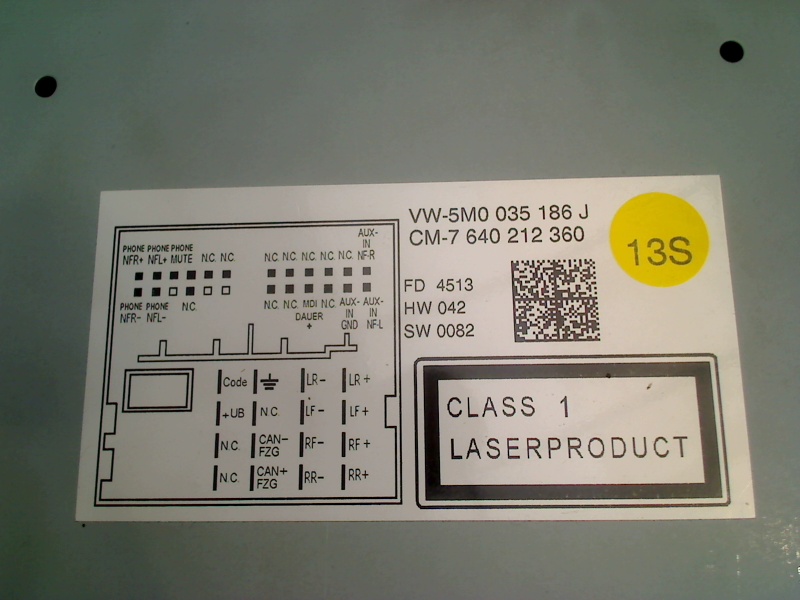 VW-5M0 035 186 J
CM-7 640 212 360
13S
FD 4513
HW 042
SW 0082
AUX-
PHONE PHONE PHONE IN
NFR+ NFL+ MUTE N.C. N.C. N.C. N.C. N.C. N.C. N.C. NF-R
PHONE PHONE N.C. N.C. N.C. MDI N.C. AUX- AUX-
NFR- NFL- DAUER IN IN
+ GND NF-L
Code LR- LR+
+UB N.C. LF- LF+
N.C. CAN- RF- RF+
FZG
N.C. CAN+ RR- RR+
FZG
CLASS 1
LASERPRODUCT